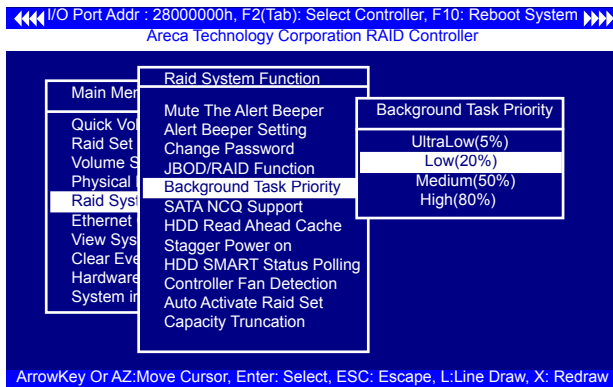 I/O Port Addr : 28000000h, F2(Tab): Select Controller, F10: Reboot System
Areca Technology Corporation RAID Controller
Main Men
Quick Vol
Raid Set
Volume S
Physical
Raid Syst
Ethernet
View Sys
Clear Eve
Hardware
System in
Raid System Function
Mute The Alert Beeper
Alert Beeper Setting
Change Password
JBOD/RAID Function
Background Task Priority
SATA NCQ Support
HDD Read Ahead Cache
Stagger Power on
HDD SMART Status Polling
Controller Fan Detection
Auto Activate Raid Set
Capacity Truncation
Background Task Priority
UltraLow(5%)
Low(20%)
Medium(50%)
High(80%)
ArrowKey Or AZ:Move Cursor, Enter: Select, ESC: Escape, L:Line Draw, X: Redraw